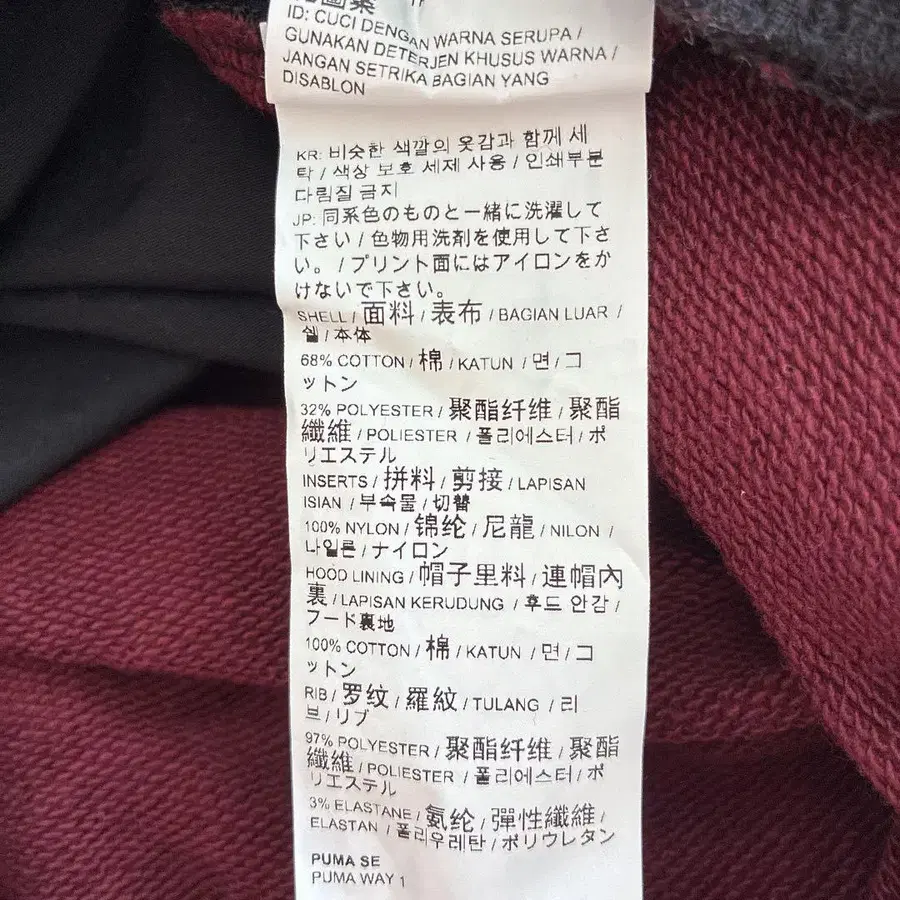 ID: CUCI DENGAN WARNA SERUPA /
GUNAKAN DETERJEN KHUSUS WARNA /
JANGAN SETRIKA BAGIAN YANG
DISABLON
KR: 비슷한 색깔의 옷감과 함께 세
탁 / 색상 보호 세제 사용 / 인쇄부분
다림질 금지
JP: 同系色のものと一緒に洗濯して
下さい / 色物用洗剤を使用して下さ
い。 / プリント面にはアイロンをか
けないで下さい。
SHELL / 面料 / 表布 / BAGIAN LUAR /
쉘 / 本体
68% COTTON / 棉 / KATUN / 면 / コ
ットン
32% POLYESTER / 聚酯纤维 / 聚酯
纖維 / POLIESTER / 폴리에스터 / ポ
リエステル
INSERTS / 拼料 / 剪接 / LAPISAN
ISIAN / 부속물 / 切替
100% NYLON / 锦纶 / 尼龍 / NILON /
나일론 / ナイロン
HOOD LINING / 帽子里料 / 連帽內
裏 / LAPISAN KERUDUNG / 후드 안감 /
フード裏地
100% COTTON / 棉 / KATUN / 면 / コ
ットン
RIB / 罗纹 / 羅紋 / TULANG / 리
브 / リブ
97% POLYESTER / 聚酯纤维 / 聚酯
纖維 / POLIESTER / 폴리에스터 / ポ
リエステル
3% ELASTANE / 氨纶 / 彈性纖維 /
ELASTAN / 폴리우레탄 / ポリウレタン
PUMA SE
PUMA WAY 1